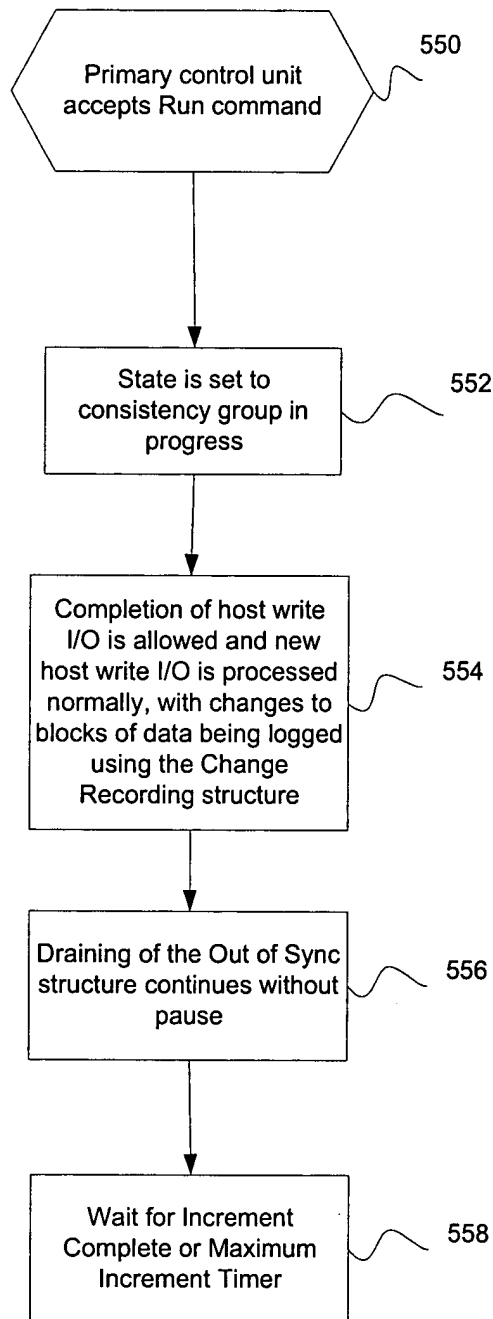 Primary control unit
accepts Run command
550
State is set to
consistency group in
progress
552
Completion of host write
I/O is allowed and new
host write I/O is processed
normally, with changes to
blocks of data being logged
using the Change
Recording structure
554
Draining of the Out of Sync
structure continues without
pause
556
Wait for Increment
Complete or Maximum
Increment Timer
558